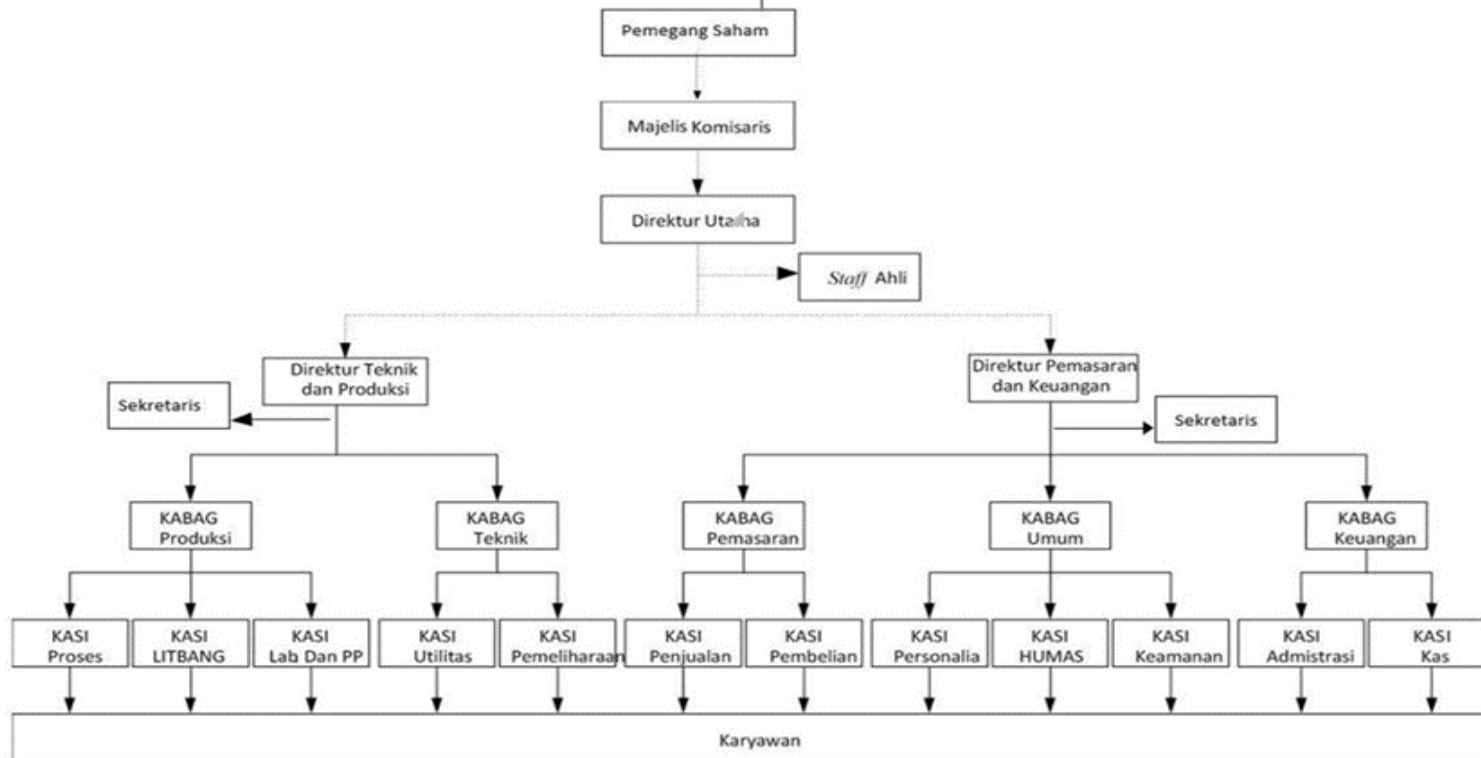 Pemegang Saham
Majelis Komisaris
Direktur Utama
Staff Ahli
Direktur Teknik
dan Produksi
Direktur Pemasaran
dan Keuangan
Sekretaris
Sekretaris
KABAG
Produksi
KABAG
Teknik
KABAG
Pemasaran
KABAG
Umum
KABAG
Keuangan
KASI
Proses
KASI
LITBANG
KASI
Lab Dan PP
KASI
Utilitas
KASI
Pemeliharaan
KASI
Penjualan
KASI
Pembelian
KASI
Personalia
KASI
HUMAS
KASI
Keamanan
KASI
Admistrasi
KASI
Kas
Karyawan